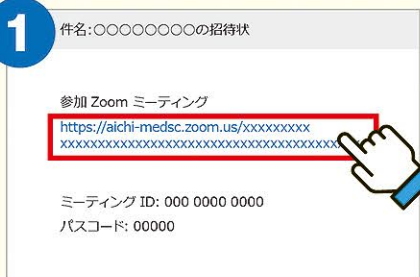 1
件名:○○○○○○○○の招待状
参加 Zoom ミーティング
https://aichi-medsc.zoom.us/xxxxxxxxx
xxxxxxxxxxxxxxxxxxxxxxxxxxxxxxxxxxxxxxx
ミーティング ID: 000 0000 0000
パスコード: 00000